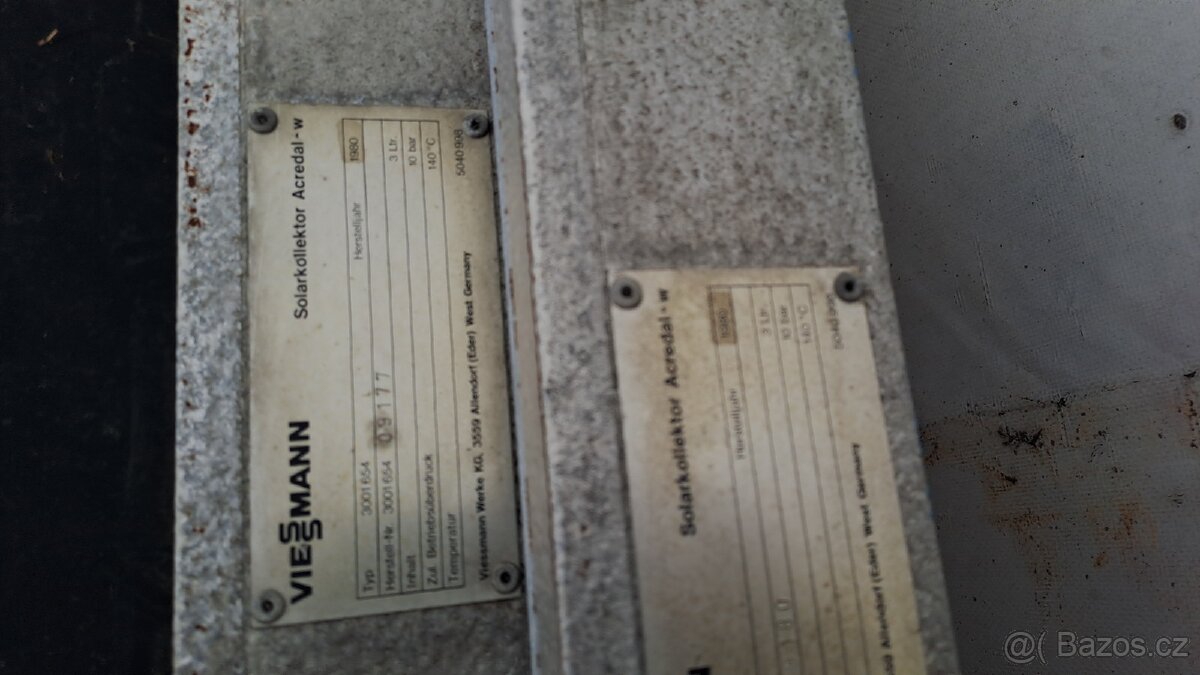 VIESSMANN Solarkollektor Acredal-w
Typ 3001654 Herstelljahr 1980
Herstell-Nr. 3001654 09177
Inhalt 3 Ltr.
Zul. Betriebsüberdruck 10 bar
Temperatur 140 °C
Viessmann Werke KG, 3559 Allendorf (Eder) West Germany 5040998
Solarkollektor Acredal-w
Herstelljahr 1980
3 Ltr.
10 bar
140 °C
Allendorf (Eder) West Germany
@( Bazos.cz